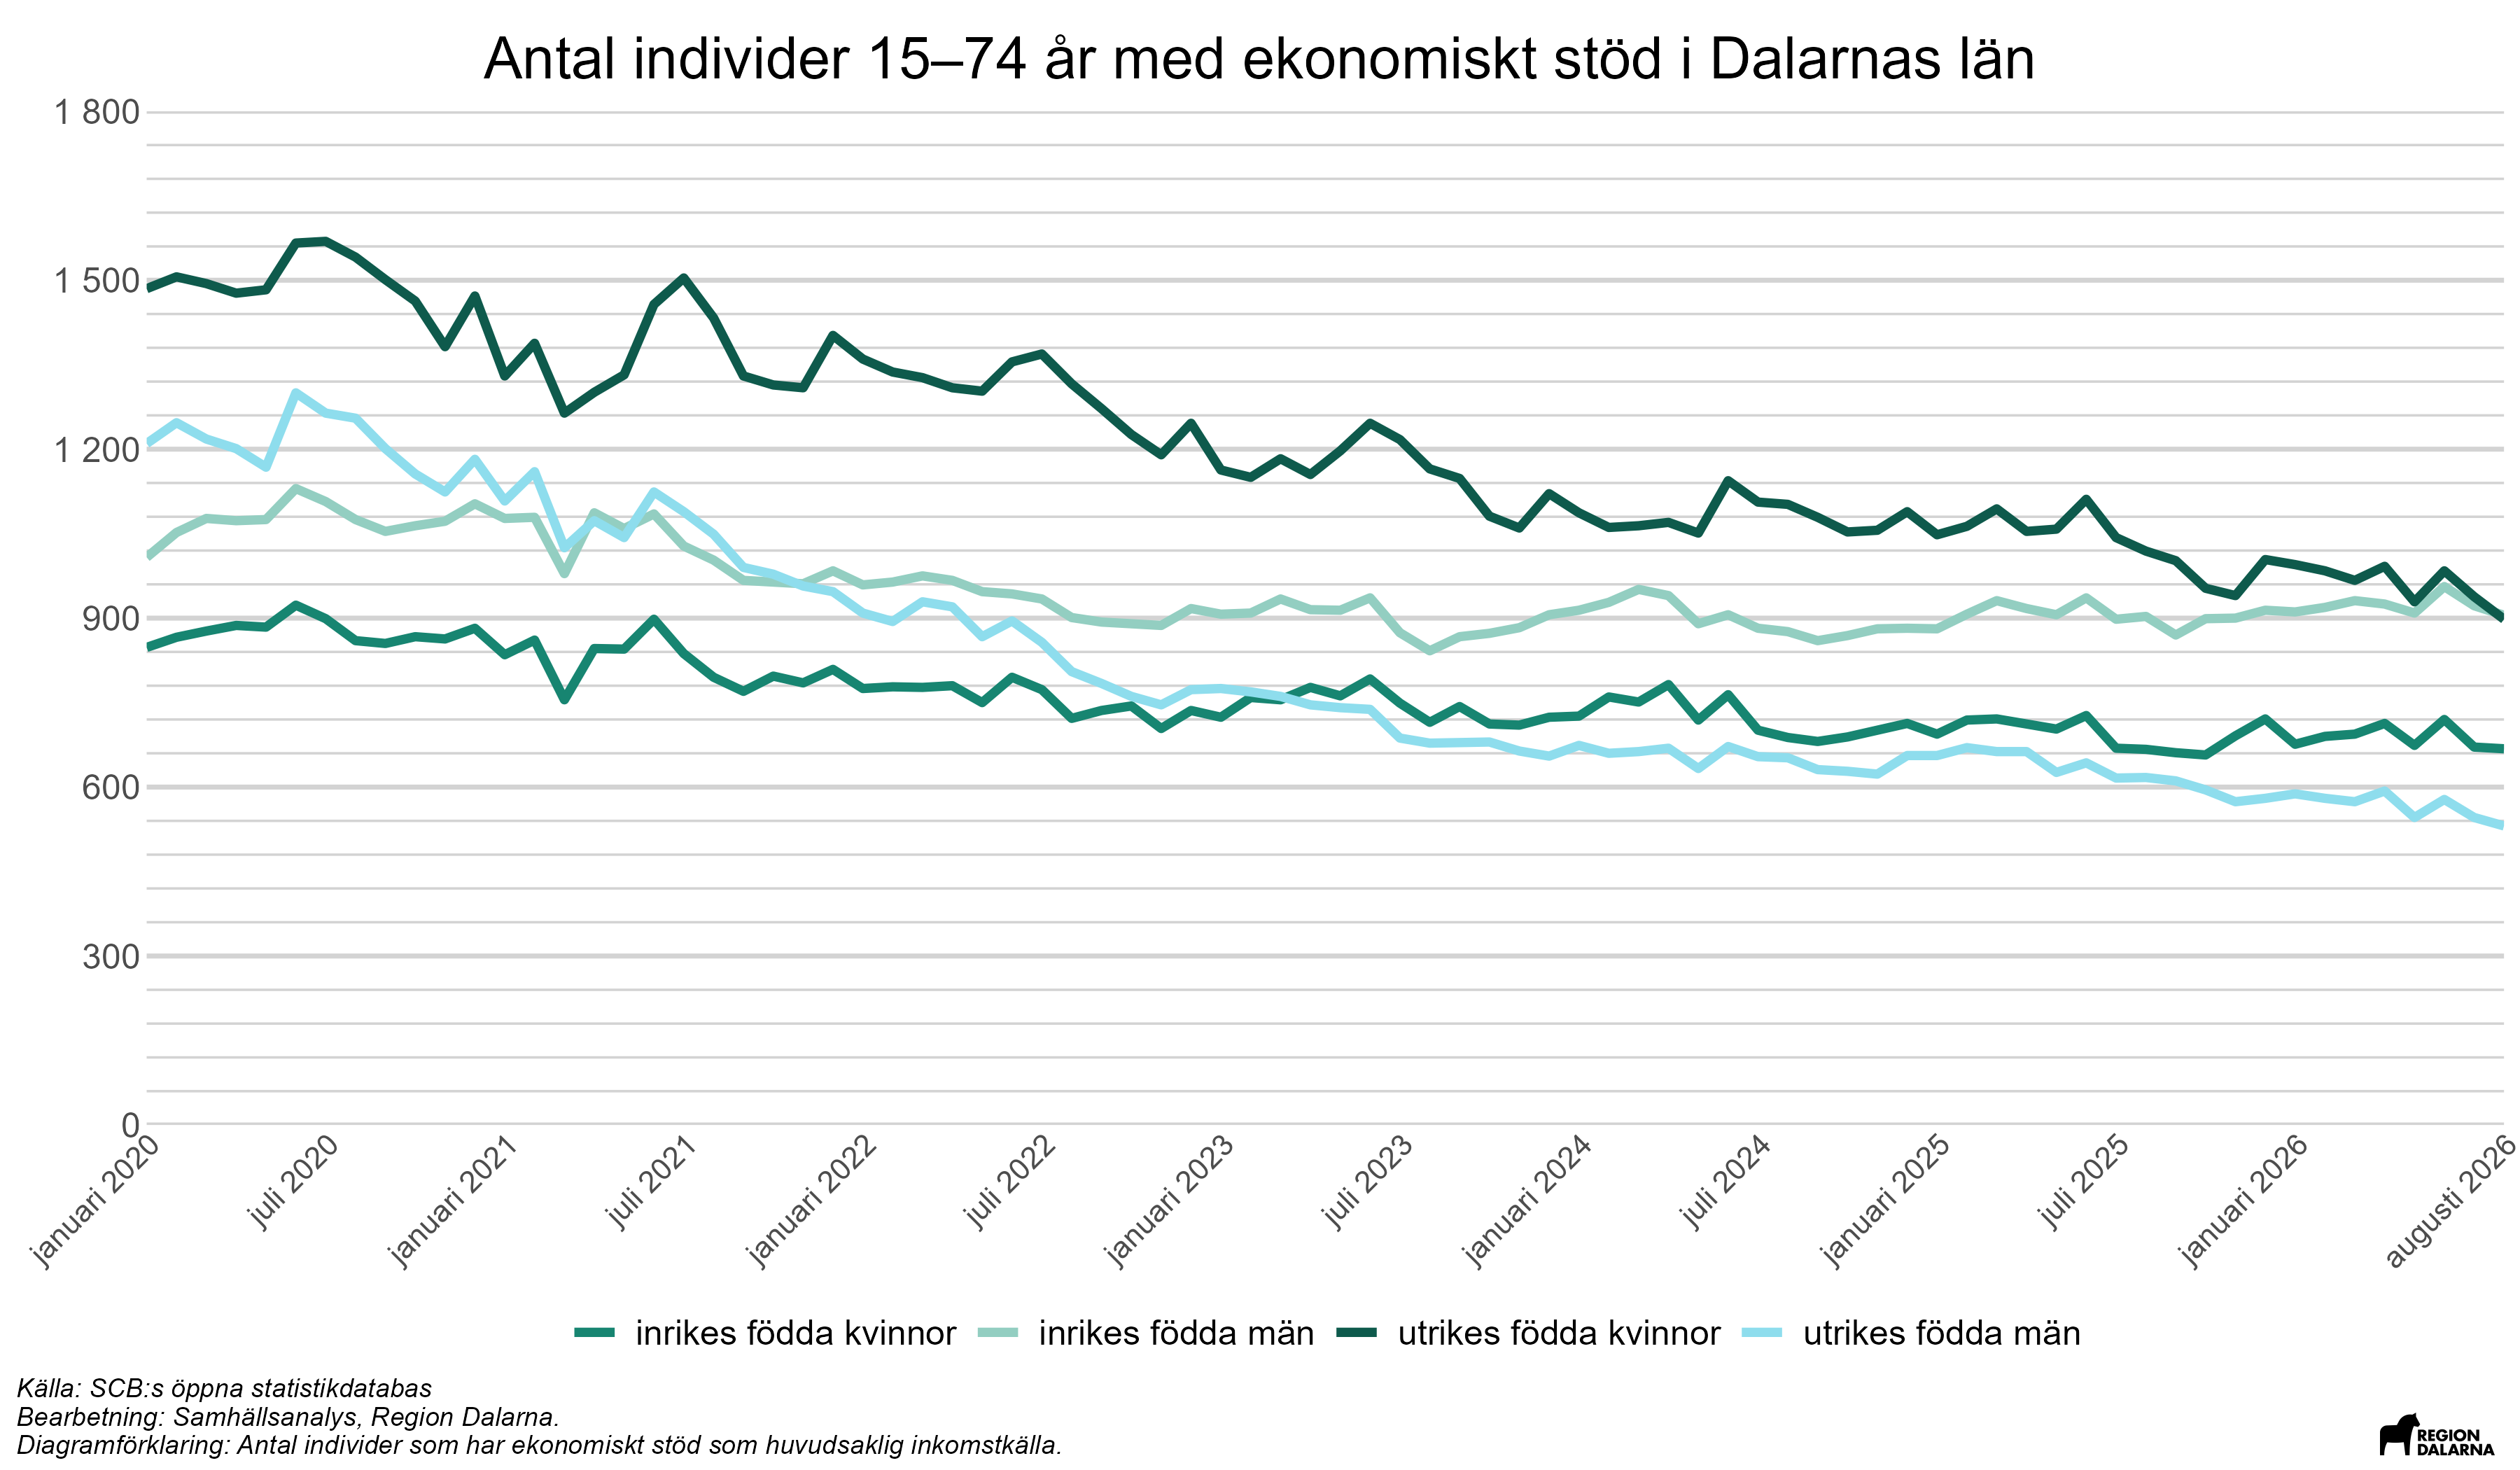 Antal individer 15–74 år med ekonomiskt stöd i Dalarnas län
1 800
1 500
1 200
900
600
300
0
januari 2020
juli 2020
januari 2021
juli 2021
januari 2022
juli 2022
januari 2023
juli 2023
januari 2024
juli 2024
januari 2025
juli 2025
januari 2026
augusti 2026
inrikes födda kvinnor
inrikes födda män
utrikes födda kvinnor
utrikes födda män
Källa: SCB:s öppna statistikdatabas
Bearbetning: Samhällsanalys, Region Dalarna.
Diagramförklaring: Antal individer som har ekonomiskt stöd som huvudsaklig inkomstkälla.
REGION
DALARNA